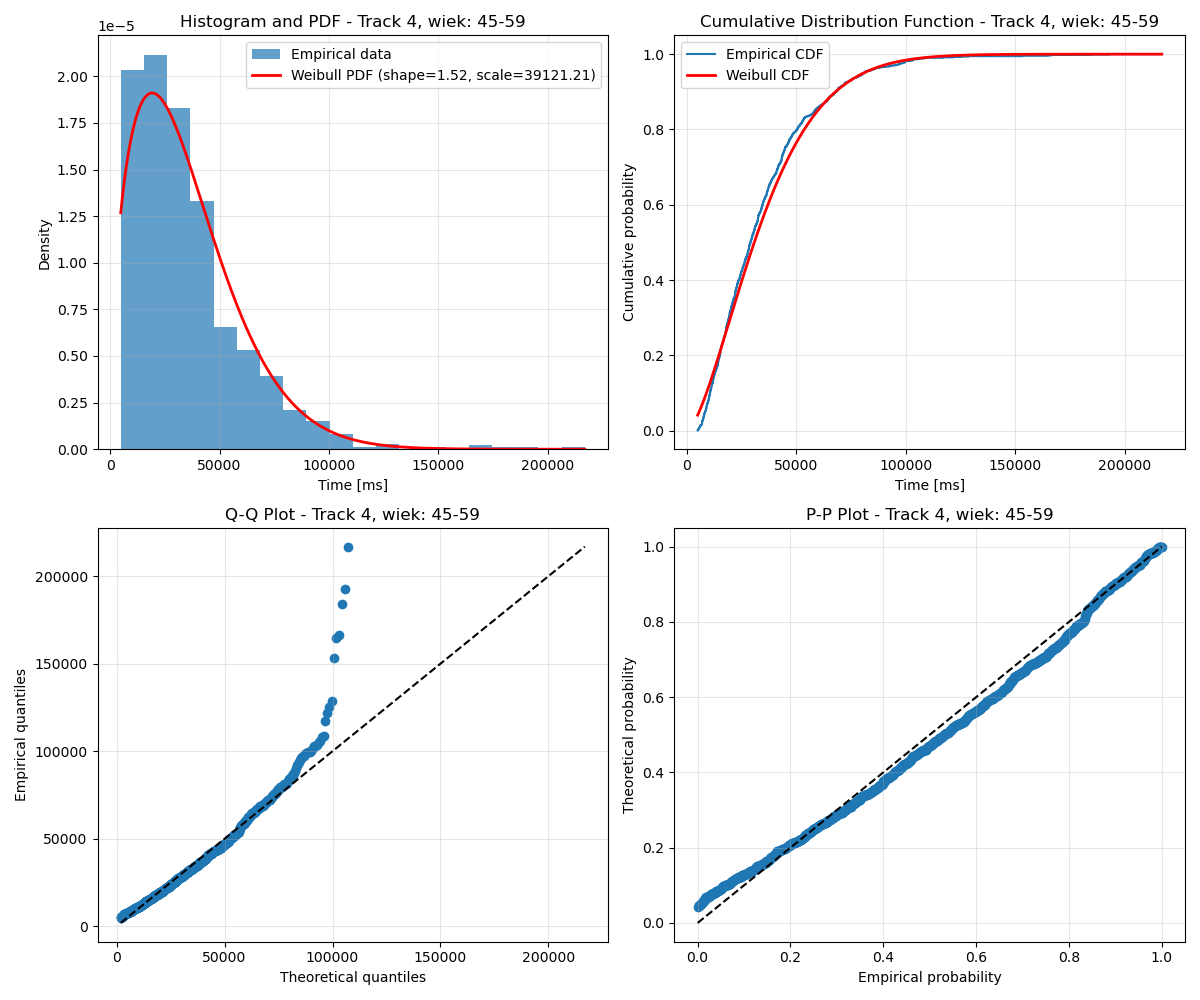 Histogram and PDF - Track 4, wiek: 45-59
1e−5
Empirical data
Weibull PDF (shape=1.52, scale=39121.21)
2.00
1.75
1.50
1.25
1.00
0.75
0.50
0.25
0.00
Density
0 50000 100000 150000 200000
Time [ms]
Cumulative Distribution Function - Track 4, wiek: 45-59
Empirical CDF
Weibull CDF
1.0
0.8
0.6
0.4
0.2
0.0
Cumulative probability
0 50000 100000 150000 200000
Time [ms]
Q-Q Plot - Track 4, wiek: 45-59
200000
150000
100000
50000
0
Empirical quantiles
0 50000 100000 150000 200000
Theoretical quantiles
P-P Plot - Track 4, wiek: 45-59
1.0
0.8
0.6
0.4
0.2
0.0
Theoretical probability
0.0 0.2 0.4 0.6 0.8 1.0
Empirical probability